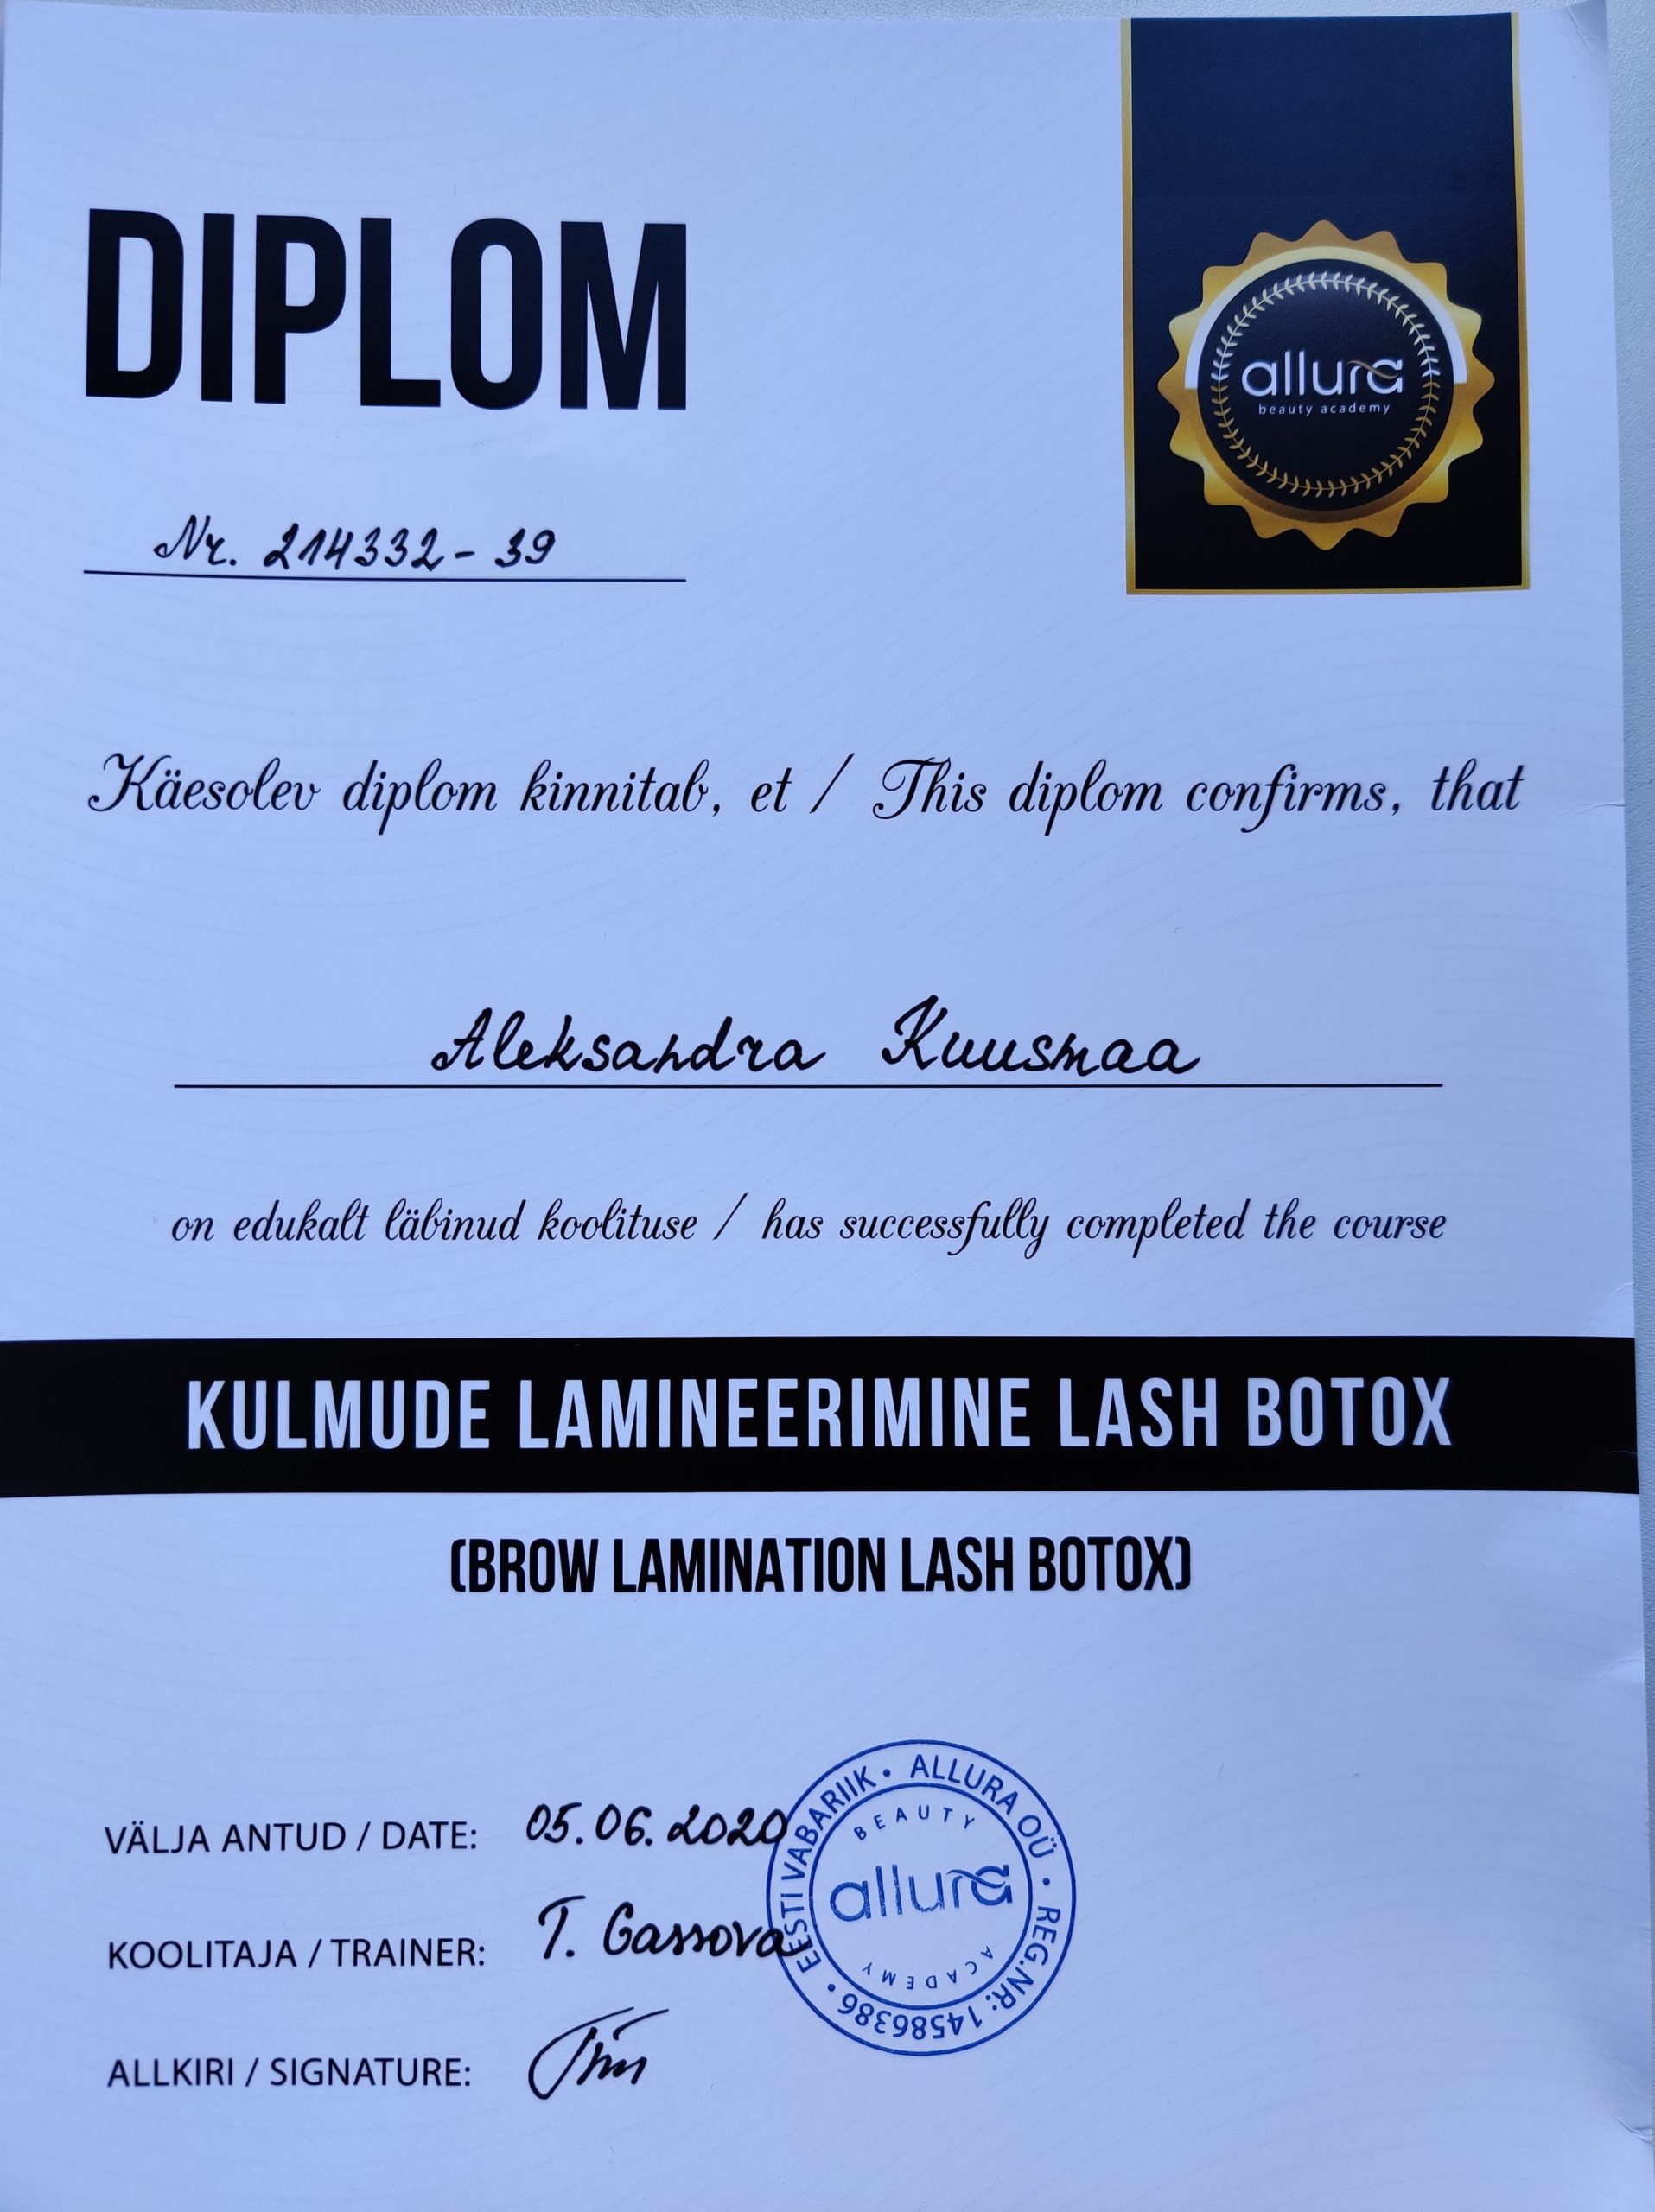 DIPLOM
allura
beauty academy
Nr. 214332-39
Käesolev diplom kinnitab, et / This diplom confirms, that
Aleksandra Kuusmaa
on edukalt läbinud koolituse / has successfully completed the course
KULMUDE LAMINEERIMINE LASH BOTOX
(BROW LAMINATION LASH BOTOX)
VÄLJA ANTUD / DATE: 05.06.2020
KOOLITAJA / TRAINER: T. Gassova
ALLKIRI / SIGNATURE:
EESTI VABARIIK • ALLURA OÜ • REG.NR: 14586386 •
BEAUTY
allura
ACADEMY